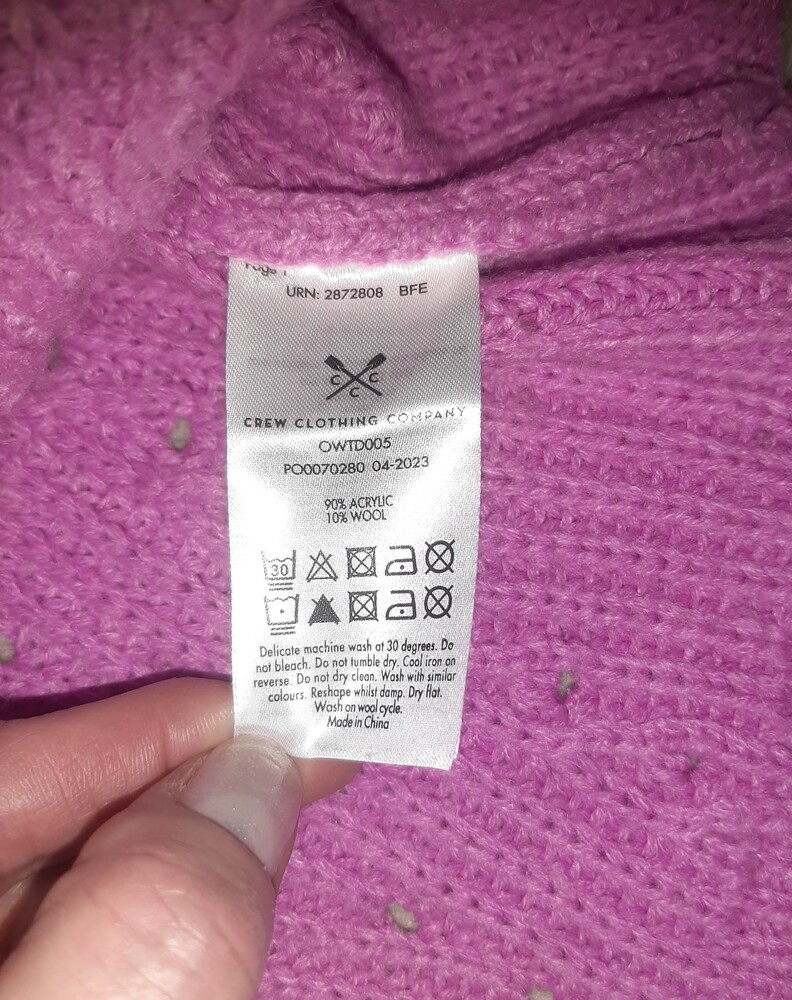 URN: 2872808 BFE
C C
C
CREW CLOTHING COMPANY
OWTD005
PO0070280 04-2023
90% ACRYLIC
10% WOOL
30
Delicate machine wash at 30 degrees. Do
not bleach. Do not tumble dry. Cool iron on
reverse. Do not dry clean. Wash with similar
colours. Reshape whilst damp. Dry flat.
Wash on wool cycle.
Made in China